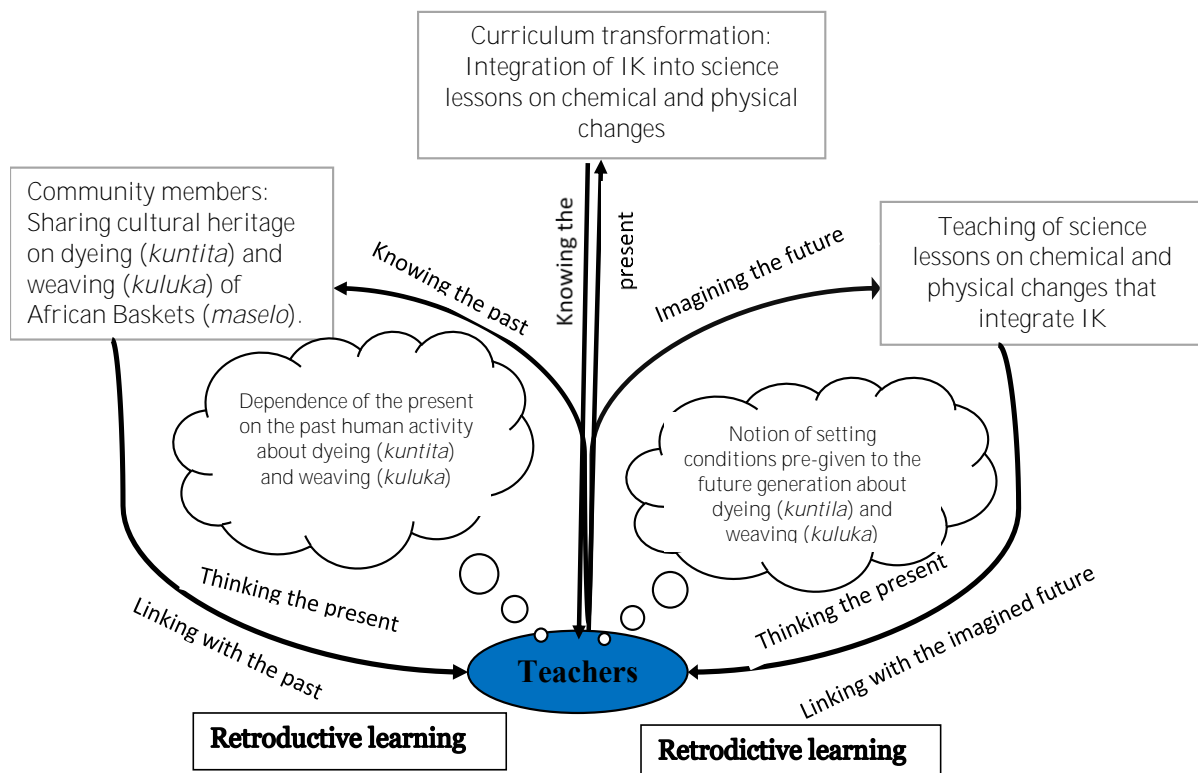 Curriculum transformation:
Integration of IK into science
lessons on chemical and physical
changes
Community members:
Sharing cultural heritage
on dyeing (kuntita) and
weaving (kuluka) of
African Baskets (maselo).
Knowing the past
Knowing the
present
Imagining the future
Teaching of science
lessons on chemical and
physical changes that
integrate IK
Dependence of the present
on the past human activity
about dyeing (kuntita)
and weaving (kuluka)
Notion of setting
conditions pre-given to the
future generation about
dyeing (kuntila) and
weaving (kuluka)
Thinking the present
Linking with the past
Teachers
Thinking the present
Linking with the imagined future
Retroductive learning
Retrodictive learning